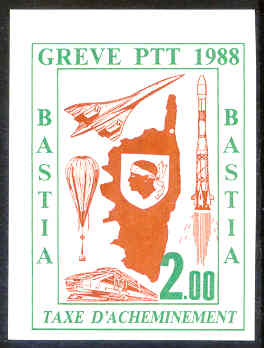 GREVE PTT 1988
BASTIA
BASTIA
2.00
TAXE D'ACHEMINEMENT